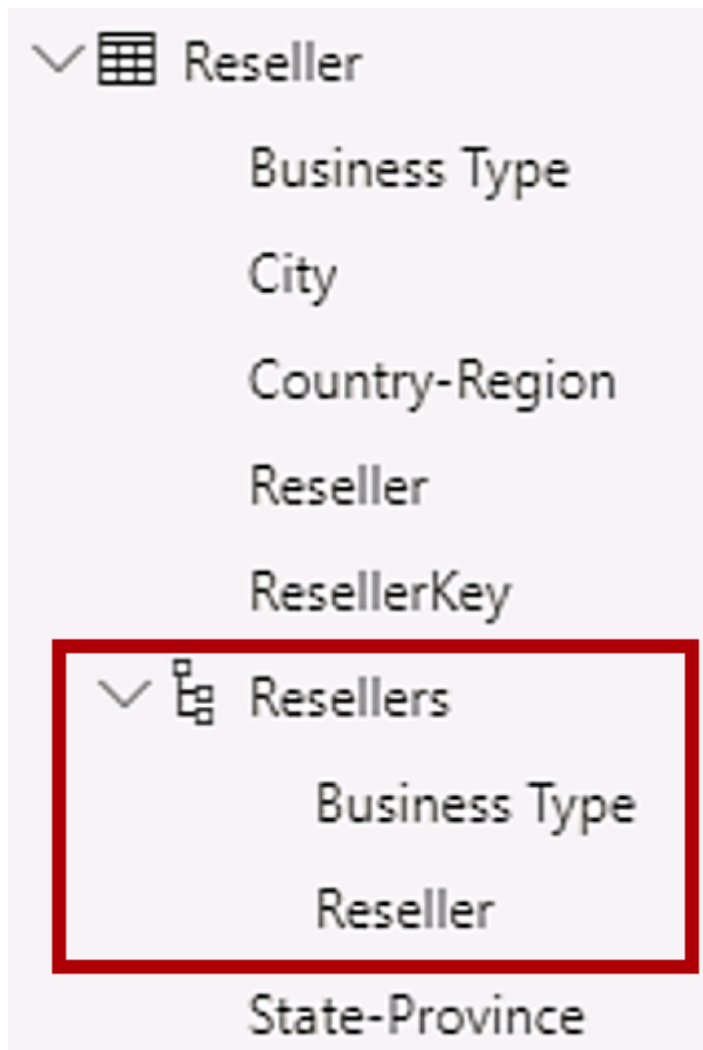 Reseller
Business Type
City
Country-Region
Reseller
ResellerKey
Resellers
Business Type
Reseller
State-Province